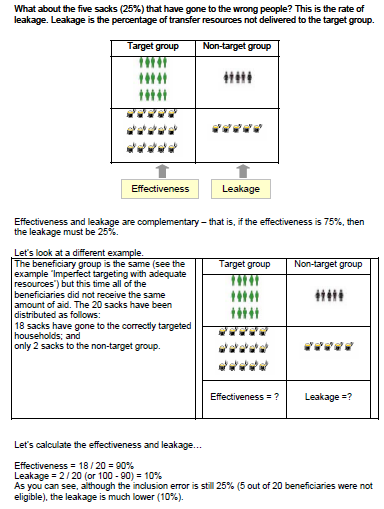 What about the five sacks (25%) that have gone to the wrong people? This is the rate of
leakage. Leakage is the percentage of transfer resources not delivered to the target group.
Target group Non-target group
Effectiveness Leakage
Effectiveness and leakage are complementary – that is, if the effectiveness is 75%, then
the leakage must be 25%.
Let's look at a different example.
The beneficiary group is the same (see the
example 'Imperfect targeting with adequate
resources') but this time all of the
beneficiaries did not receive the same
amount of aid. The 20 sacks have been
distributed as follows:
18 sacks have gone to the correctly targeted
households; and
only 2 sacks to the non-target group.
Target group Non-target group
Effectiveness = ? Leakage =?
Let's calculate the effectiveness and leakage…
Effectiveness = 18 / 20 = 90%
Leakage = 2 / 20 (or 100 - 90) = 10%
As you can see, although the inclusion error is still 25% (5 out of 20 beneficiaries were not
eligible), the leakage is much lower (10%).